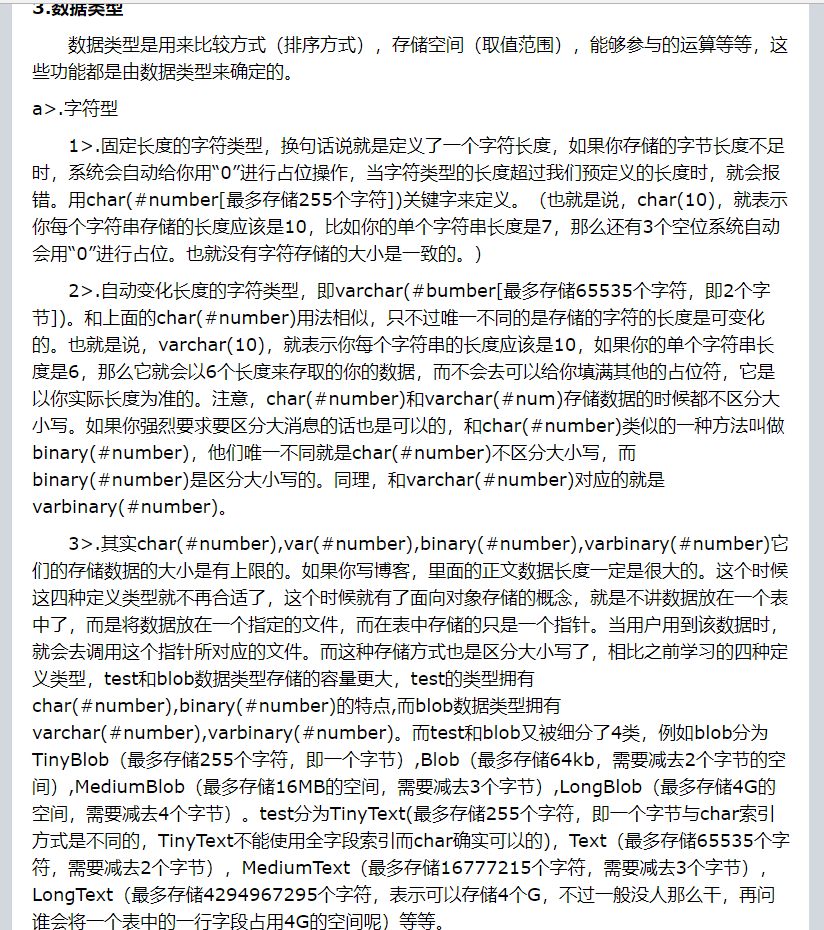 3.数据类型
数据类型是用来比较方式（排序方式），存储空间（取值范围），能够参与的运算等等，这
些功能都是由数据类型来确定的。
a>.字符型
1>.固定长度的字符类型，换句话说就是定义了一个字符长度，如果你存储的字节长度不足
时，系统会自动给你用“0”进行占位操作，当字符类型的长度超过我们预定义的长度时，就会报
错。用char(#number[最多存储255个字符])关键字来定义。（也就是说，char(10)，就表示
你每个字符串存储的长度应该是10，比如你的单个字符串长度是7，那么还有3个空位系统自动
会用“0”进行占位。也就没有字符存储的大小是一致的。）
2>.自动变化长度的字符类型，即varchar(#bumber[最多存储65535个字符，即2个字
节])。和上面的char(#number)用法相似，只不过唯一不同的是存储的字符的长度是可变化
的。也就是说，varchar(10)，就表示你每个字符串的长度应该是10，如果你的单个字符串长
度是6，那么它就会以6个长度来存取的你的数据，而不会去可以给你填满其他的占位符，它是
以你实际长度为准的。注意，char(#number)和varchar(#num)存储数据的时候都不区分大
小写。如果你强烈要求要区分大消息的话也是可以的，和char(#number)类似的一种方法叫做
binary(#number)，他们唯一不同就是char(#number)不区分大小写，而
binary(#number)是区分大小写的。同理，和varchar(#number)对应的就是
varbinary(#number)。
3>.其实char(#number),var(#number),binary(#number),varbinary(#number)它
们的存储数据的大小是有上限的。如果你写博客，里面的正文数据长度一定是很大的。这个时候
这四种定义类型就不再合适了，这个时候就有了面向对象存储的概念，就是不讲数据放在一个表
中了，而是将数据放在一个指定的文件，而在表中存储的只是一个指针。当用户用到该数据时，
就会去调用这个指针所对应的文件。而这种存储方式也是区分大小写了，相比之前学习的四种定
义类型，test和blob数据类型存储的容量更大，test的类型拥有
char(#number),binary(#number)的特点,而blob数据类型拥有
varchar(#number),varbinary(#number)。而test和blob又被细分了4类，例如blob分为
TinyBlob（最多存储255个字符，即一个字节）,Blob（最多存储64kb，需要减去2个字节的空
间）,MediumBlob（最多存储16MB的空间，需要减去3个字节）,LongBlob（最多存储4G的
空间，需要减去4个字节）。test分为TinyText(最多存储255个字符，即一个字节与char索引
方式是不同的，TinyText不能使用全字段索引而char确实可以的)，Text（最多存储65535个字
符，需要减去2个字节），MediumText（最多存储16777215个字符，需要减去3个字节），
LongText（最多存储4294967295个字符，表示可以存储4个G，不过一般没人那么干，再问
谁会将一个表中的一行字段占用4G的空间呢）等等。